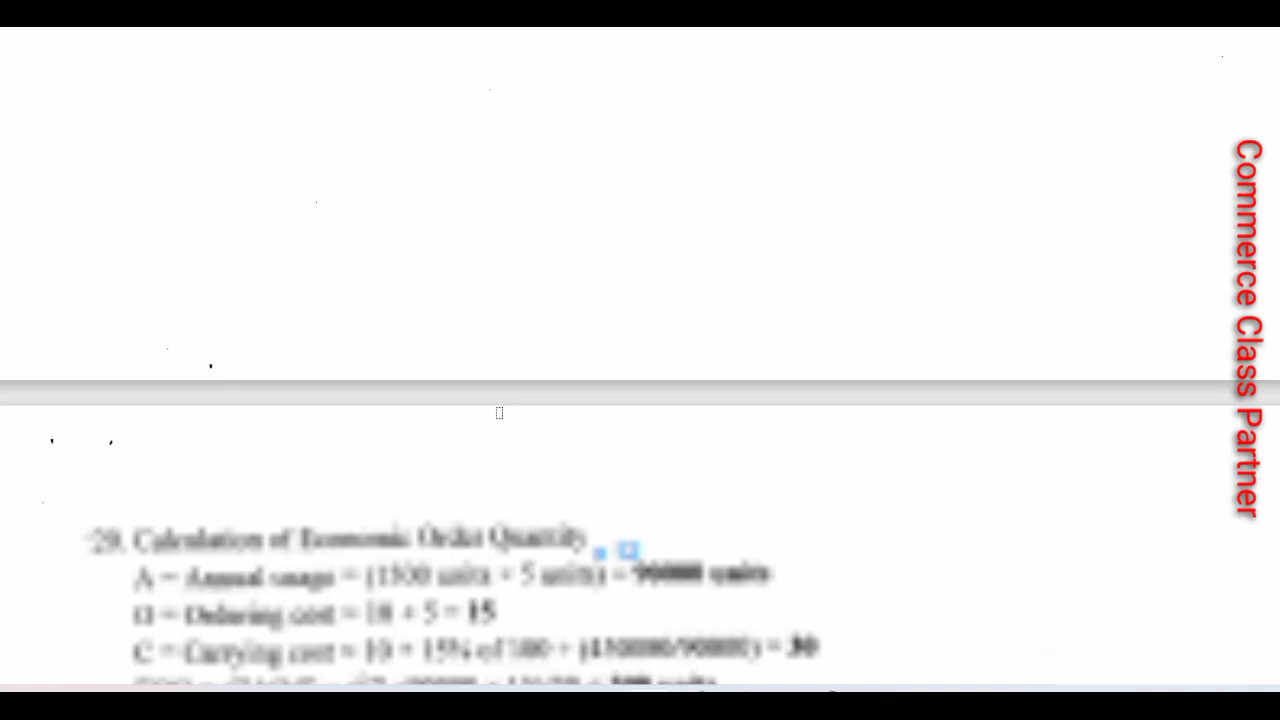 Commerce Class Partner
29. Calculation of Economic Order Quantity
A = Annual usage = (1500 units × 5 units) = 90000 units
O = Ordering cost = 10 + 5 = 15
C = Carrying cost = 10 + 15% of 100 + (450000/90000) = 30